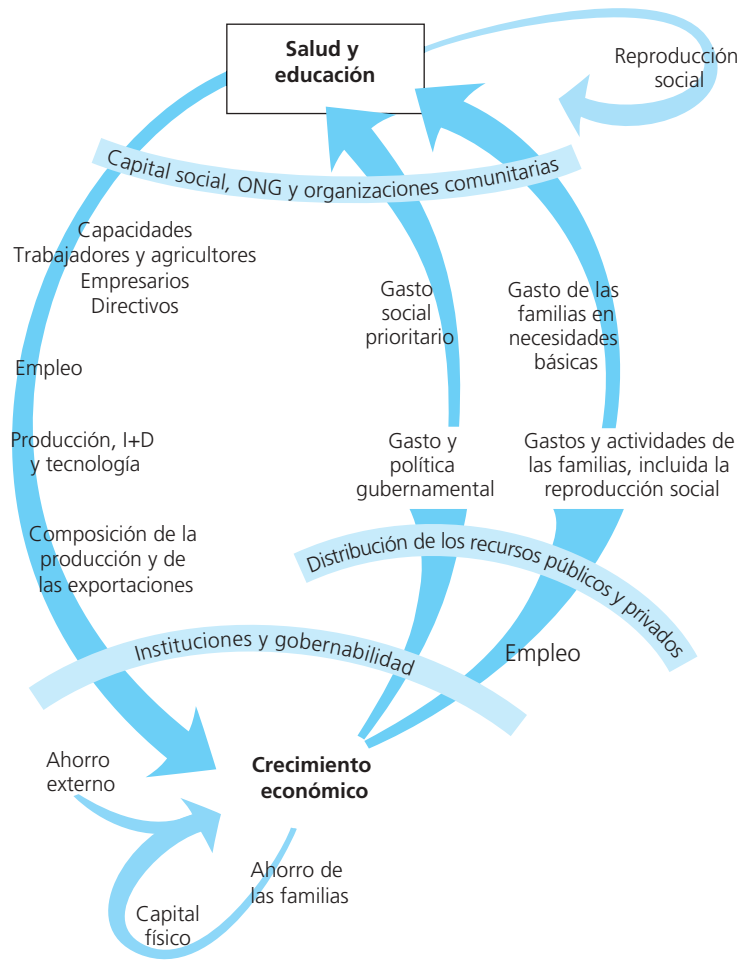 Salud y
educación
Reproducción
social
Capital social, ONG y organizaciones comunitarias
Capacidades
Trabajadores y agricultores
Empresarios
Directivos
Gasto
social
prioritario
Gasto de las
familias en
necesidades
básicas
Empleo
Producción, I+D
y tecnología
Gasto y
política
gubernamental
Gastos y actividades de
las familias, incluida la
reproducción social
Composición de la
producción y de
las exportaciones
Distribución de los recursos públicos y privados
Instituciones y gobernabilidad
Empleo
Ahorro
externo
Crecimiento
económico
Ahorro de
las familias
Capital
físico